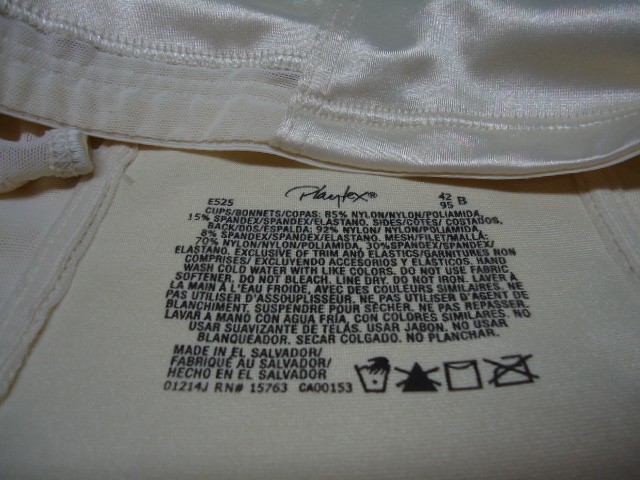 Playtex®
E525
42
95 B
CUPS/BONNETS/COPAS: 85% NYLON/NYLON/POLIAMIDA
15% SPANDEX/SPANDEX/ELASTANO. SIDES/CÔTÉS/ COSTADOS,
BACK/DOS/ESPALDA: 92% NYLON/NYLON/POLIAMIDA,
8% SPANDEX/SPANDEX/ELASTANO. MESH/FILET/MALLA:
70% NYLON/NYLON/POLIAMIDA, 30%SPANDEX/SPANDEX/
ELASTANO. EXCLUSIVE OF TRIM AND ELASTICS/GARNITURES NON
COMPRISES/ EXCLUYENDO ACCESORIOS Y ELÁSTICOS. HAND
WASH COLD WATER WITH LIKE COLORS. DO NOT USE FABRIC
SOFTENER, DO NOT BLEACH. LINE DRY. DO NOT IRON. LAVER À
LA MAIN À L'EAU FROIDE, AVEC DES COULEURS SIMILAIRES. NE
PAS UTILISER D'ASSOUPLISSEUR. NE PAS UTILISER D'AGENT DE
BLANCHIMENT. SUSPENDRE POUR SÉCHER. NE PAS REPASSER.
LAVAR A MANO CON AGUA FRÍA, CON COLORES SIMILARES. NO
USAR SUAVIZANTE DE TELAS. USAR JABON. NO USAR
BLANQUEADOR. SECAR COLGADO. NO PLANCHAR.
MADE IN EL SALVADOR/
FABRIQUÉ AU SALVADOR/
HECHO EN EL SALVADOR
01214J RN# 15763 CA00153